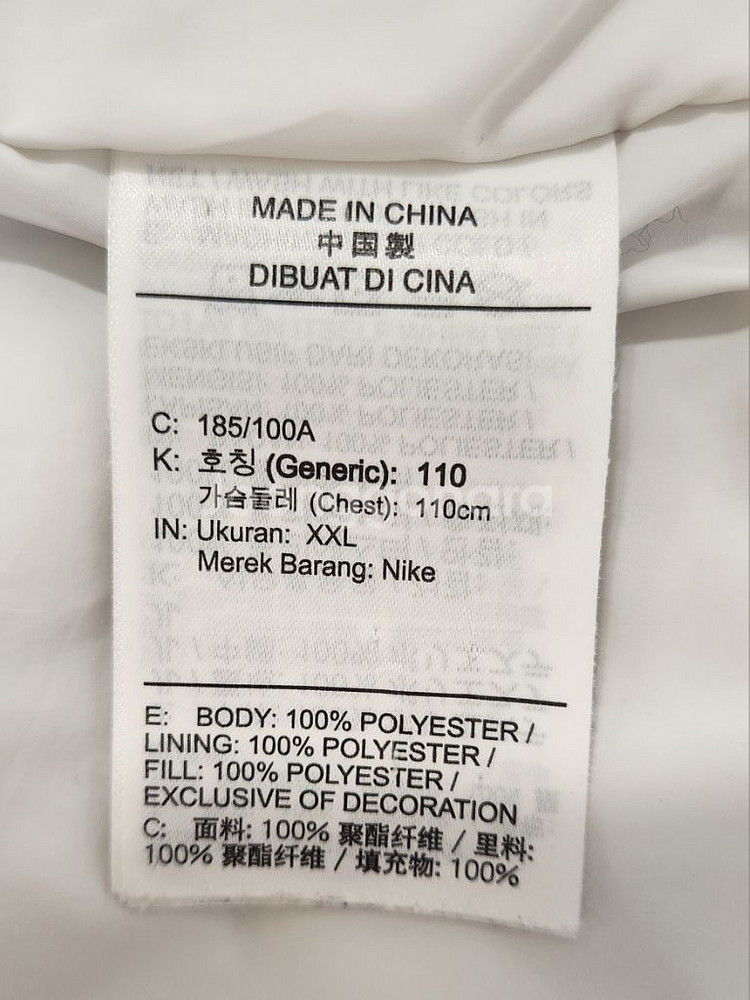 MADE IN CHINA
中国製
DIBUAT DI CINA
C: 185/100A
K: 호칭 (Generic): 110
가슴둘레 (Chest): 110cm
IN: Ukuran: XXL
Merek Barang: Nike
E: BODY: 100% POLYESTER /
LINING: 100% POLYESTER /
FILL: 100% POLYESTER /
EXCLUSIVE OF DECORATION
C: 面料: 100% 聚酯纤维 / 里料:
100% 聚酯纤维 / 填充物: 100%